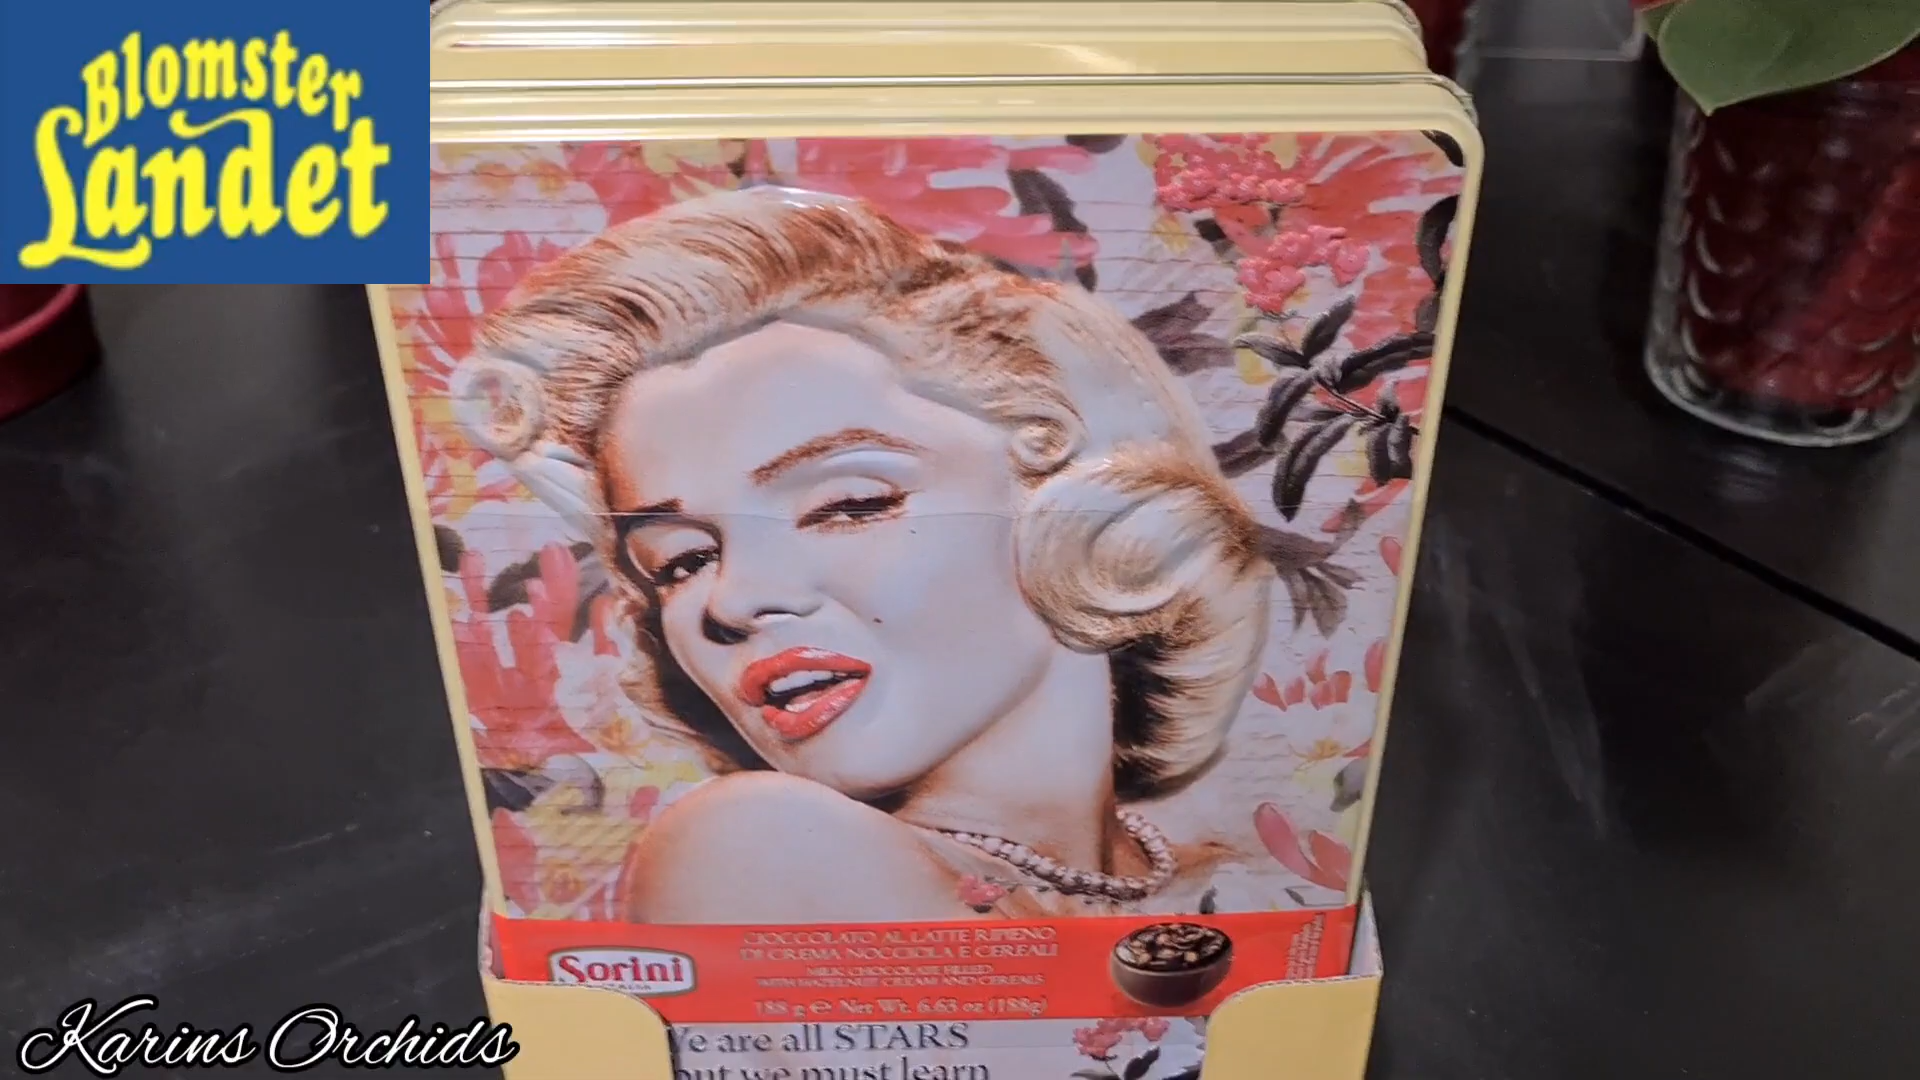 Blomster
Landet
Sorini
CIOCCOLATO AL LATTE RIPIENO
DI CREMA NOCCIOLA E CEREALI
MILK CHOCOLATE FILLED
WITH HAZELNUT CREAM AND CEREALS
188 g e Net Wt. 6.63 oz (188g)
We are all STARS
but we must learn
Karins Orchids